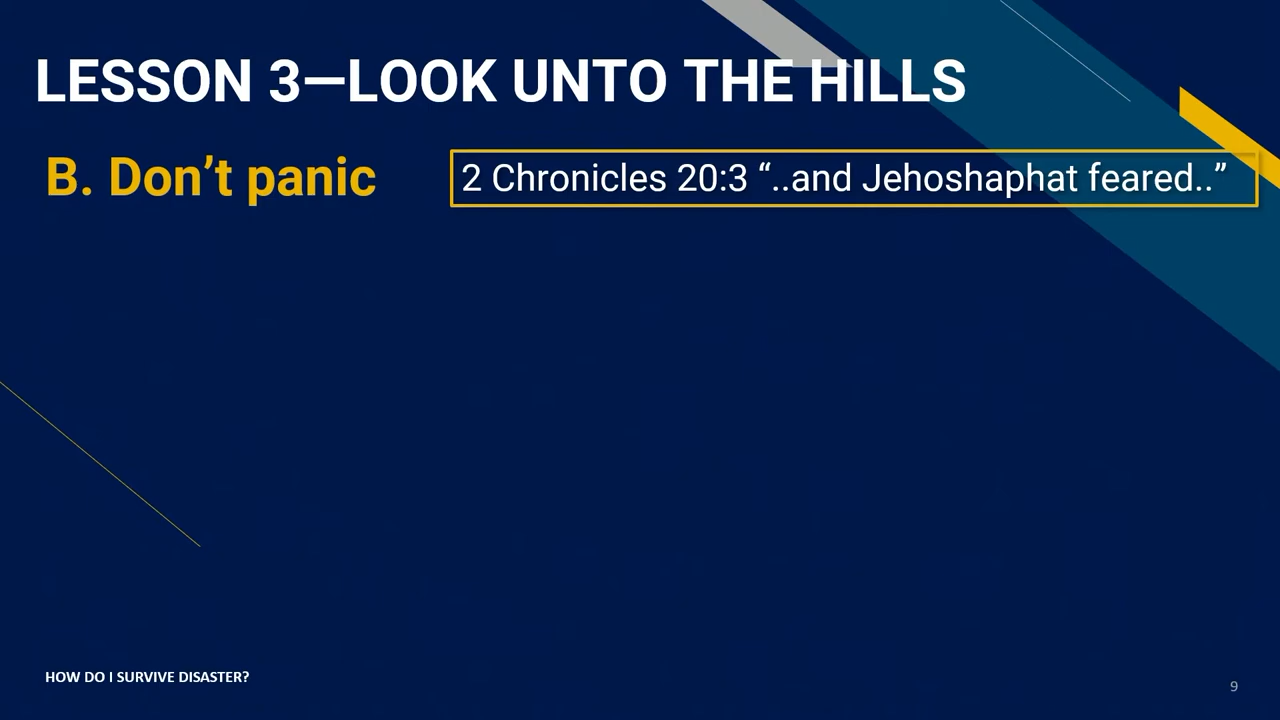 LESSON 3—LOOK UNTO THE HILLS
B. Don’t panic
2 Chronicles 20:3 “..and Jehoshaphat feared..”
HOW DO I SURVIVE DISASTER?
9